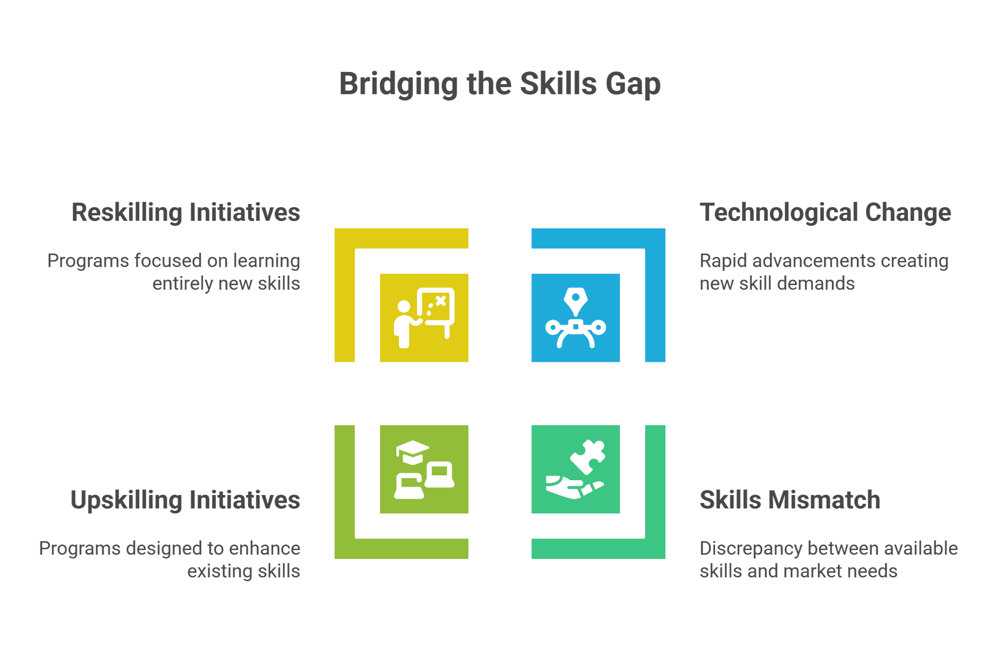 Bridging the Skills Gap
Reskilling Initiatives
Programs focused on learning
entirely new skills
Technological Change
Rapid advancements creating
new skill demands
Upskilling Initiatives
Programs designed to enhance
existing skills
Skills Mismatch
Discrepancy between available
skills and market needs